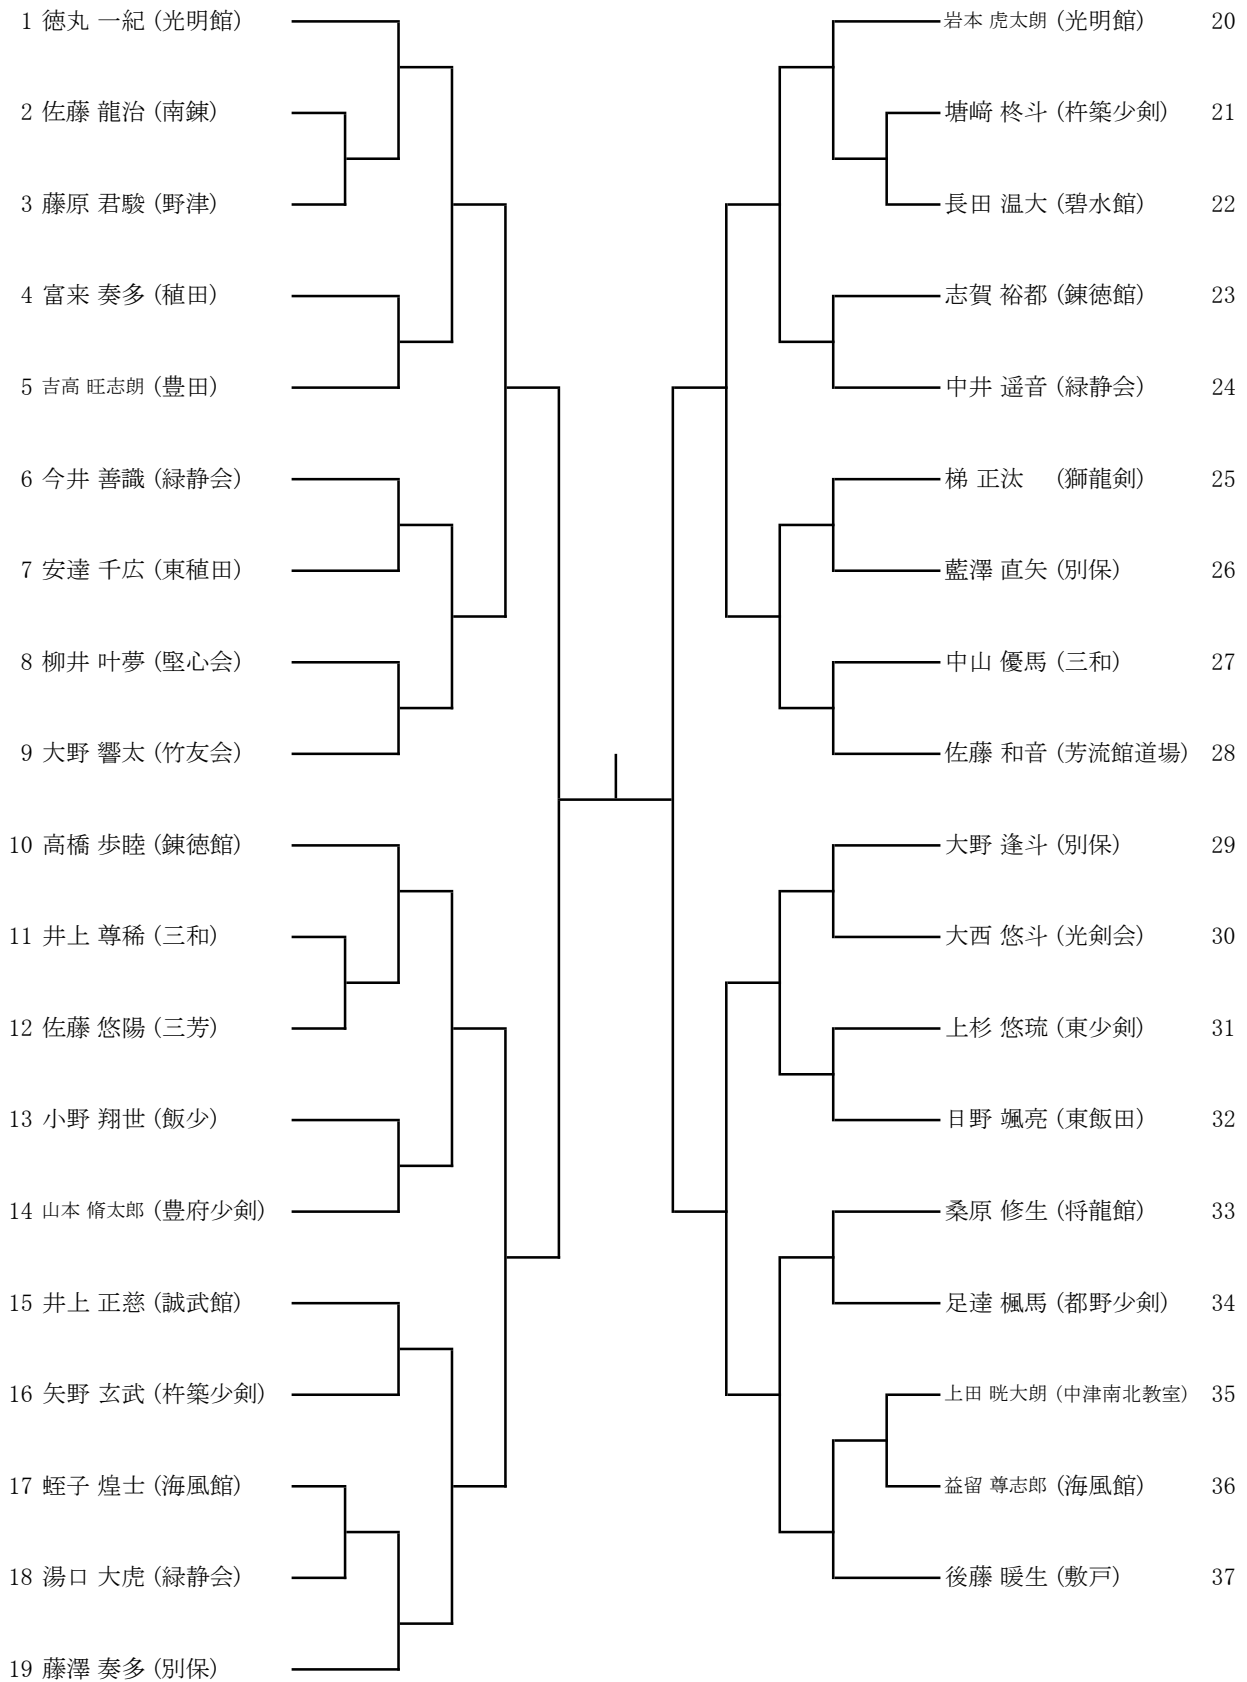 1 徳丸 一紀 (光明館)
2 佐藤 龍治 (南錬)
3 藤原 君駿 (野津)
4 富来 奏多 (稙田)
5 吉高 旺志朗 (豊田)
6 今井 善識 (緑静会)
7 安達 千広 (東稙田)
8 柳井 叶夢 (堅心会)
9 大野 響太 (竹友会)
10 高橋 歩睦 (錬徳館)
11 井上 尊稀 (三和)
12 佐藤 悠陽 (三芳)
13 小野 翔世 (飯少)
14 山本 脩太郎 (豊府少剣)
15 井上 正慈 (誠武館)
16 矢野 玄武 (杵築少剣)
17 蛭子 煌士 (海風館)
18 湯口 大虎 (緑静会)
19 藤澤 奏多 (別保)
岩本 虎太朗 (光明館) 20
塘﨑 柊斗 (杵築少剣) 21
長田 温大 (碧水館) 22
志賀 裕都 (錬徳館) 23
中井 遥音 (緑静会) 24
梯 正汰 (獅龍剣) 25
藍澤 直矢 (別保) 26
中山 優馬 (三和) 27
佐藤 和音 (芳流館道場) 28
大野 逢斗 (別保) 29
大西 悠斗 (光剣会) 30
上杉 悠琉 (東少剣) 31
日野 颯亮 (東飯田) 32
桑原 修生 (将龍館) 33
足達 楓馬 (都野少剣) 34
上田 晄大朗 (中津南北教室) 35
益留 尊志郎 (海風館) 36
後藤 暖生 (敷戸) 37